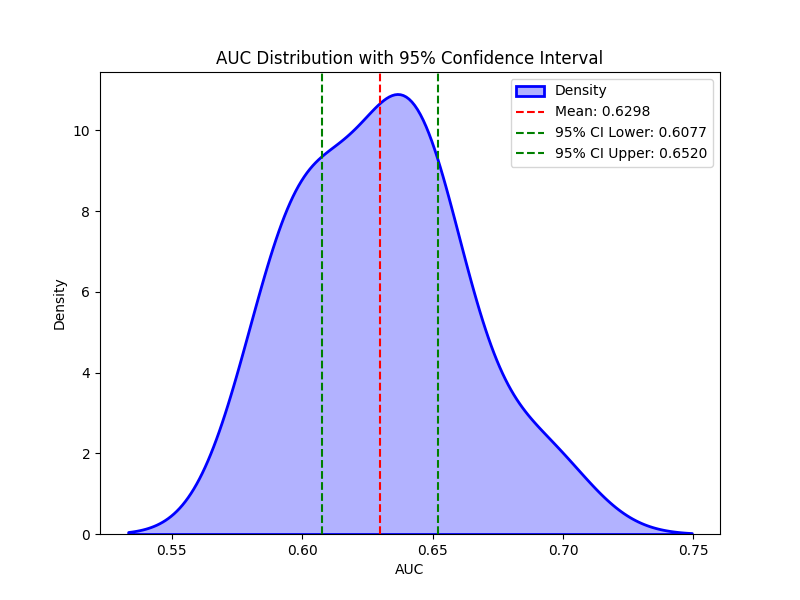 AUC Distribution with 95% Confidence Interval
Density
Mean: 0.6298
95% CI Lower: 0.6077
95% CI Upper: 0.6520
10
8
6
4
2
0
Density
0.55
0.60
0.65
0.70
0.75
AUC